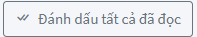 Đánh dấu tất cả đã đọc